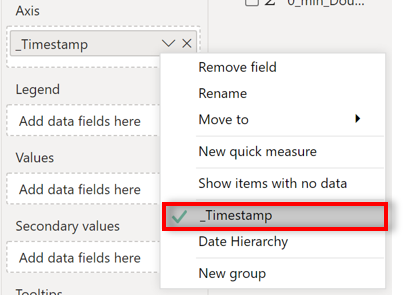 0_min_Dou...
Axis
_Timestamp
Legend
Add data fields here
Values
Add data fields here
Secondary values
Add data fields here
Tooltips
Remove field
Rename
Move to
New quick measure
Show items with no data
_Timestamp
Date Hierarchy
New group